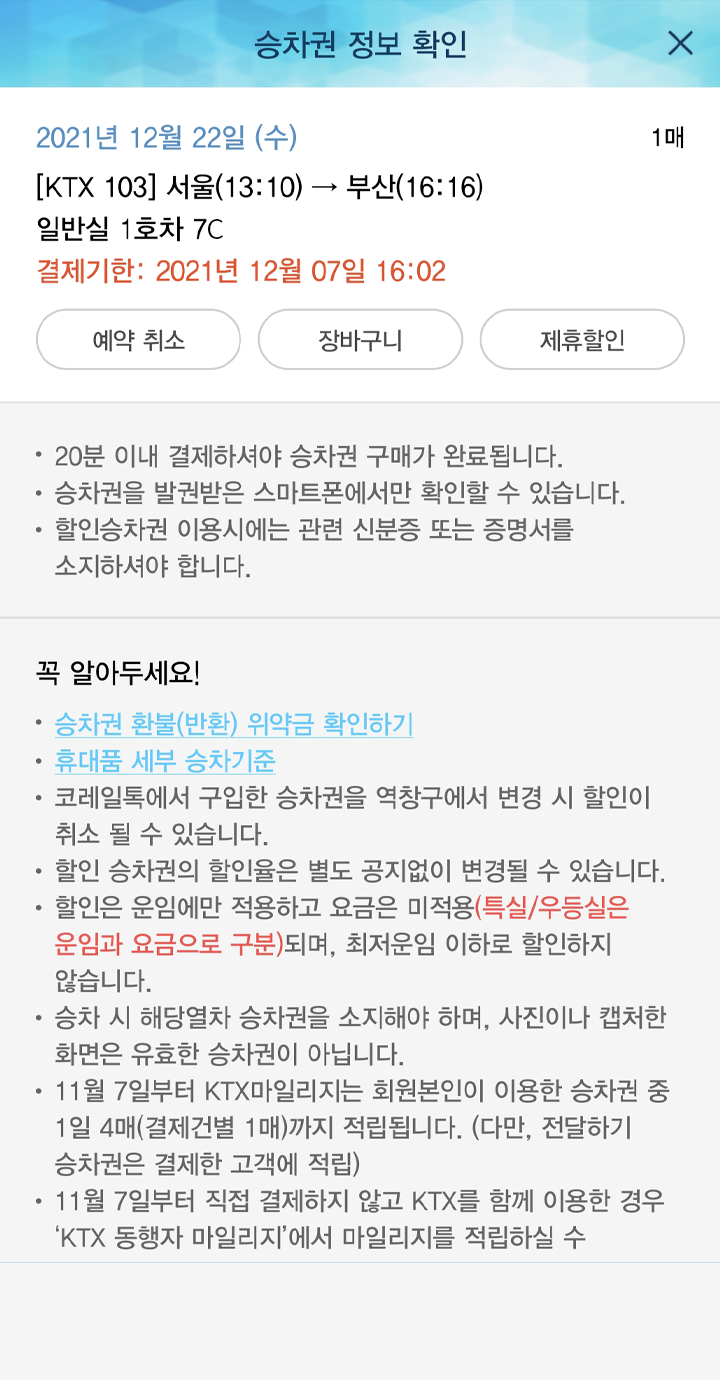 승차권 정보 확인
2021년 12월 22일 (수) 1매
[KTX 103] 서울(13:10) → 부산(16:16)
일반실 1호차 7C
결제기한: 2021년 12월 07일 16:02
예약 취소 장바구니 제휴할인
• 20분 이내 결제하셔야 승차권 구매가 완료됩니다.
• 승차권을 발권받은 스마트폰에서만 확인할 수 있습니다.
• 할인승차권 이용시에는 관련 신분증 또는 증명서를
소지하셔야 합니다.
꼭 알아두세요!
• 승차권 환불(반환) 위약금 확인하기
• 휴대품 세부 승차기준
• 코레일톡에서 구입한 승차권을 역창구에서 변경 시 할인이
취소 될 수 있습니다.
• 할인 승차권의 할인율은 별도 공지없이 변경될 수 있습니다.
• 할인은 운임에만 적용하고 요금은 미적용(특실/우등실은
운임과 요금으로 구분)되며, 최저운임 이하로 할인하지
않습니다.
• 승차 시 해당열차 승차권을 소지해야 하며, 사진이나 캡처한
화면은 유효한 승차권이 아닙니다.
• 11월 7일부터 KTX마일리지는 회원본인이 이용한 승차권 중
1일 4매(결제건별 1매)까지 적립됩니다. (다만, 전달하기
승차권은 결제한 고객에 적립)
• 11월 7일부터 직접 결제하지 않고 KTX를 함께 이용한 경우
‘KTX 동행자 마일리지’에서 마일리지를 적립하실 수